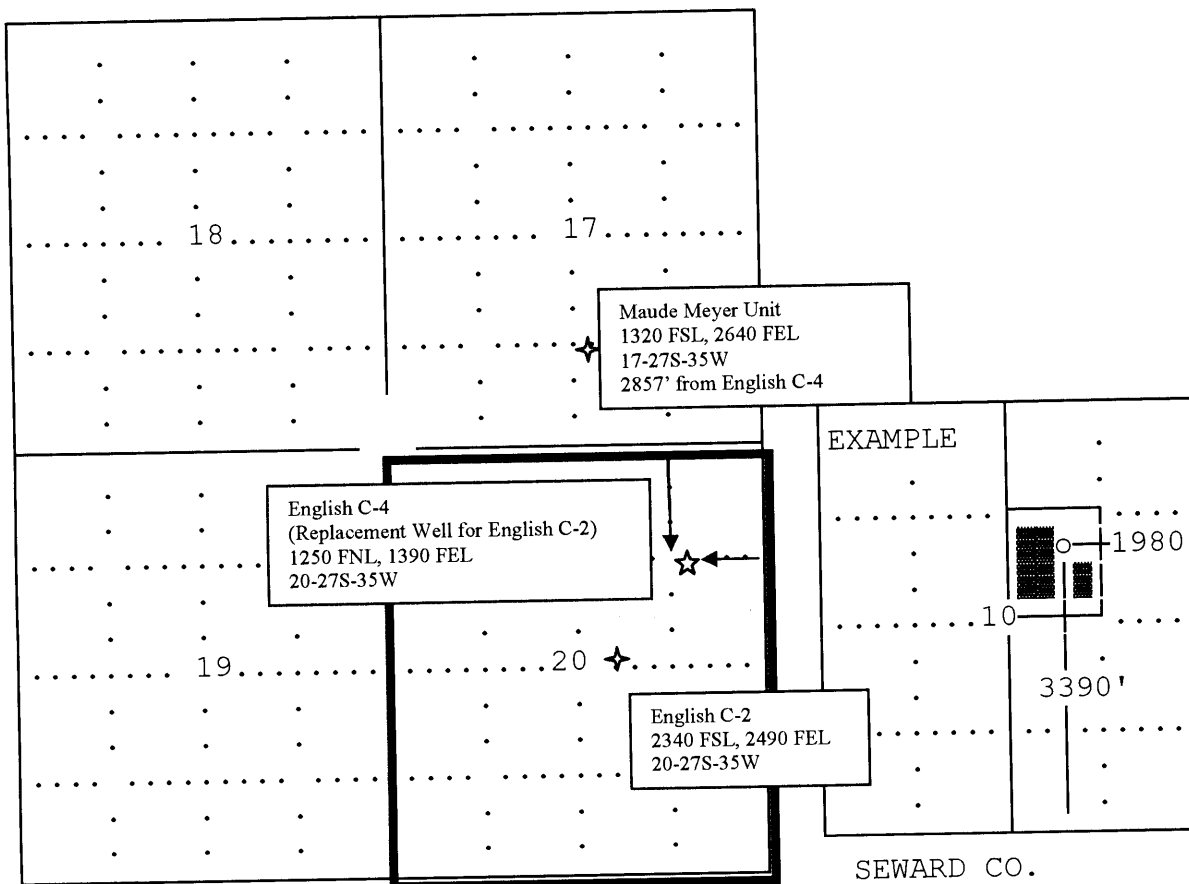 18
17
Maude Meyer Unit
1320 FSL, 2640 FEL
17-27S-35W
2857' from English C-4
EXAMPLE
English C-4
(Replacement Well for English C-2)
1250 FNL, 1390 FEL
20-27S-35W
1980
10
3390'
19
20
English C-2
2340 FSL, 2490 FEL
20-27S-35W
SEWARD CO.